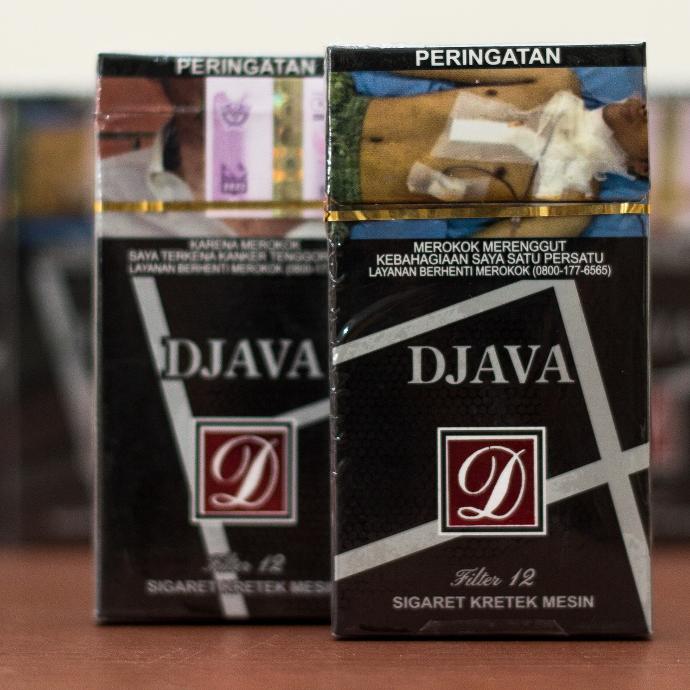 PERINGATAN
KARENA MEROKOK
SAYA TERKENA KANKER
LAYANAN BERHENTI MEROKOK
DJAVA
D
Filter 12
SIGARET KRETEK
PERINGATAN
MEROKOK MERENGGUT
KEBAHAGIAAN SAYA SATU PERSATU
LAYANAN BERHENTI MEROKOK (0800-177-6565)
DJAVA
D
Filter 12
SIGARET KRETEK MESIN